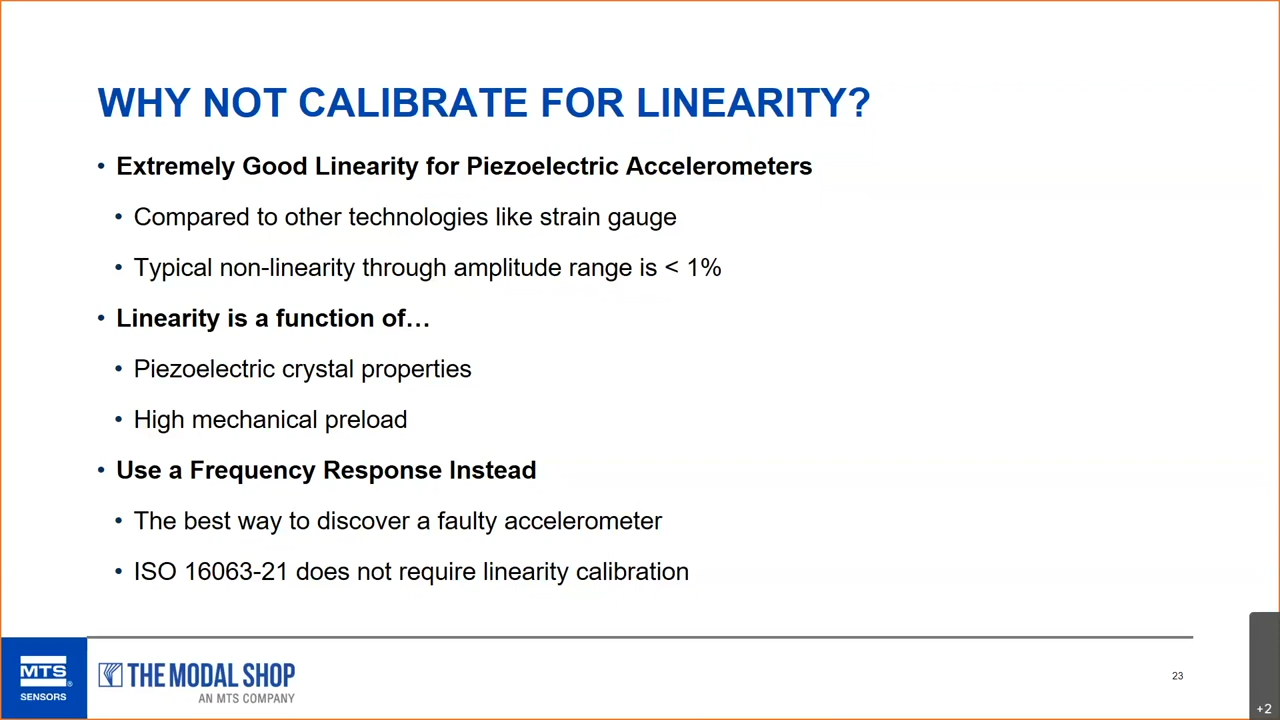 WHY NOT CALIBRATE FOR LINEARITY?
• Extremely Good Linearity for Piezoelectric Accelerometers
• Compared to other technologies like strain gauge
• Typical non-linearity through amplitude range is < 1%
• Linearity is a function of…
• Piezoelectric crystal properties
• High mechanical preload
• Use a Frequency Response Instead
• The best way to discover a faulty accelerometer
• ISO 16063-21 does not require linearity calibration
MTS®
SENSORS
THE MODAL SHOP
AN MTS COMPANY
23
+2